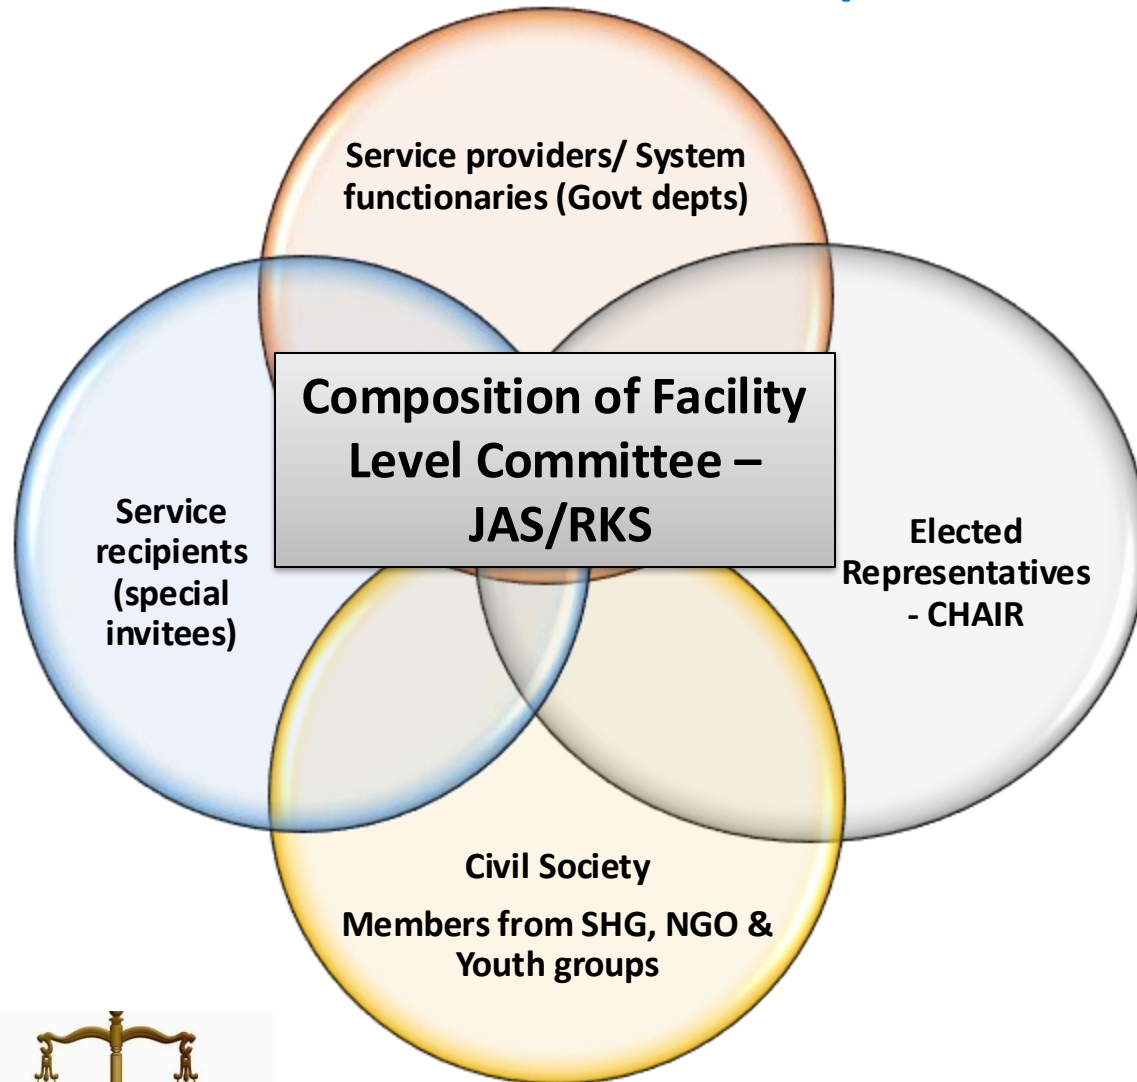 Service providers/ System
functionaries (Govt depts)
Composition of Facility
Level Committee –
JAS/RKS
Service
recipients
(special
invitees)
Elected
Representatives
- CHAIR
Civil Society
Members from SHG, NGO &
Youth groups